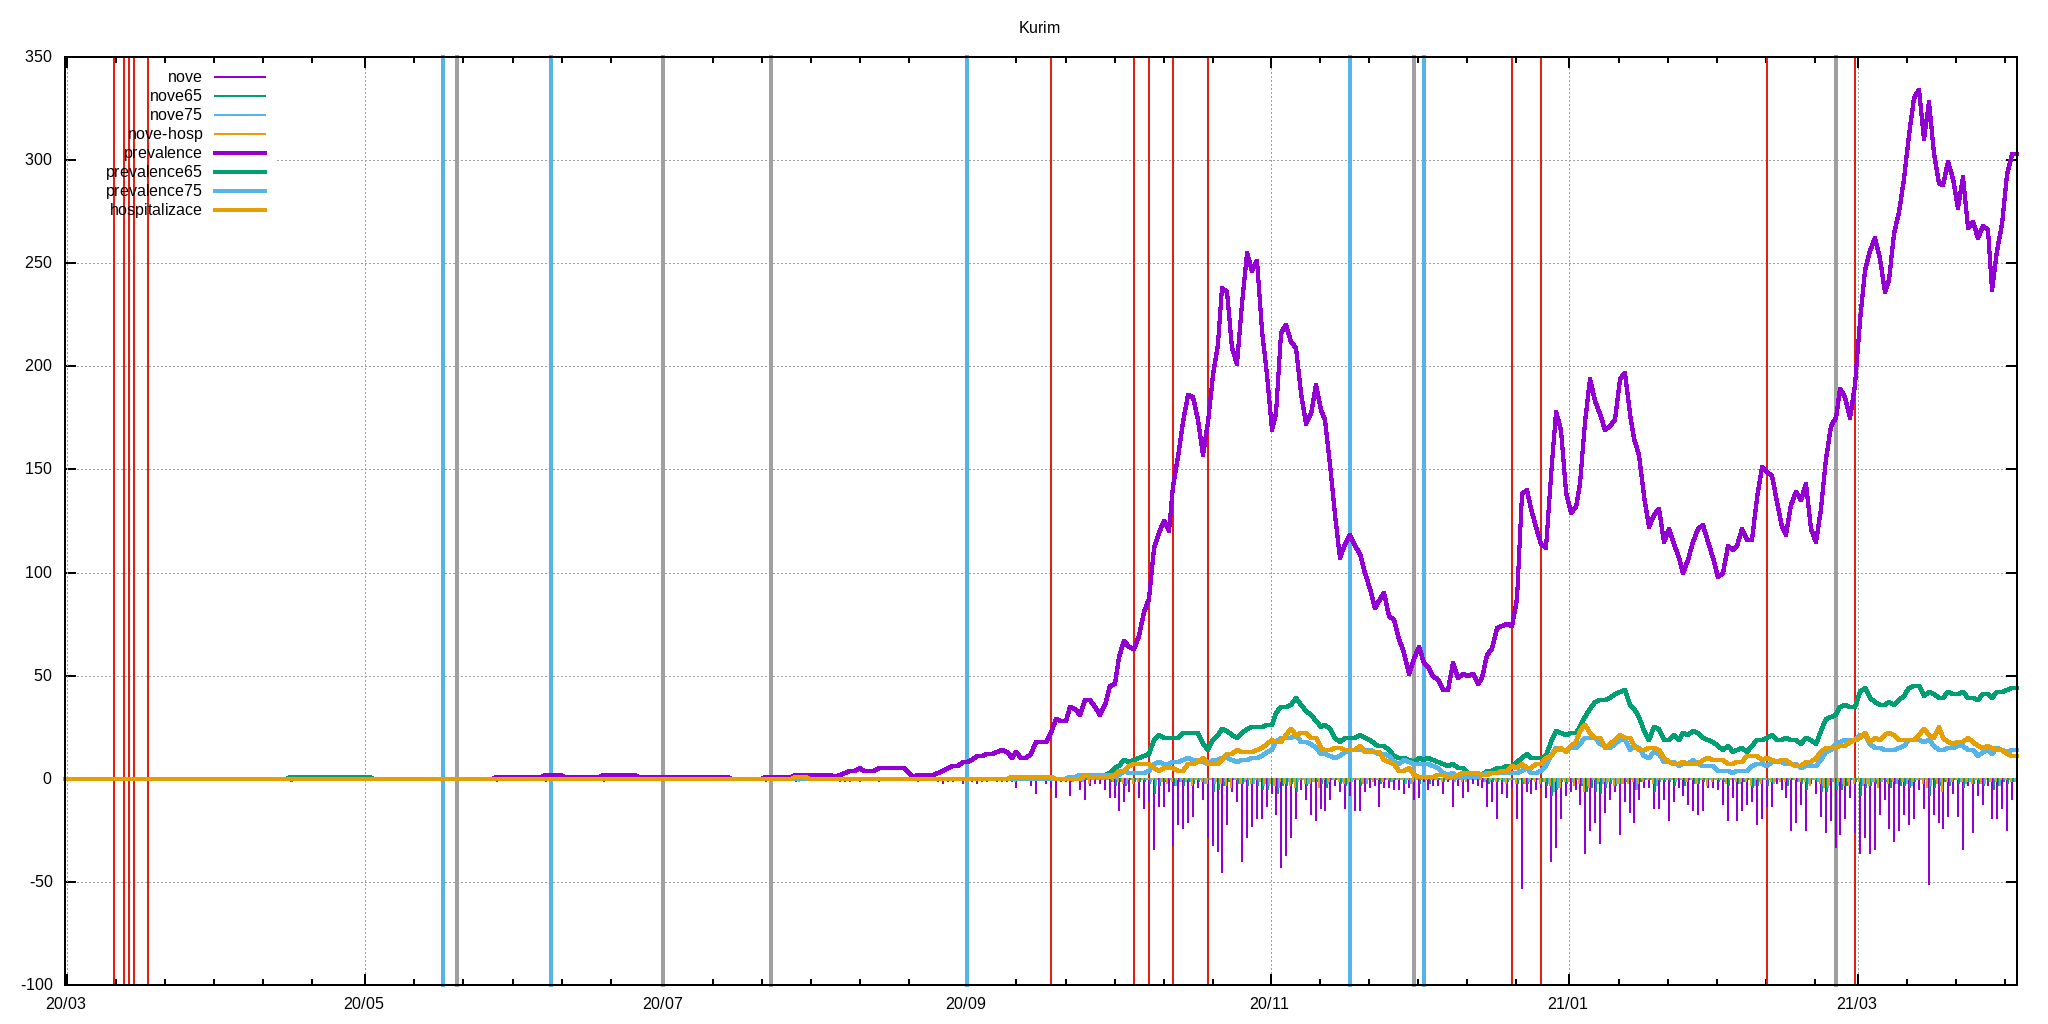 Kurim
350
300
250
200
150
100
50
0
-50
-100
nove
nove65
nove75
nove-hosp
prevalence
prevalence65
prevalence75
hospitalizace
20/03 20/05 20/07 20/09 20/11 21/01 21/03